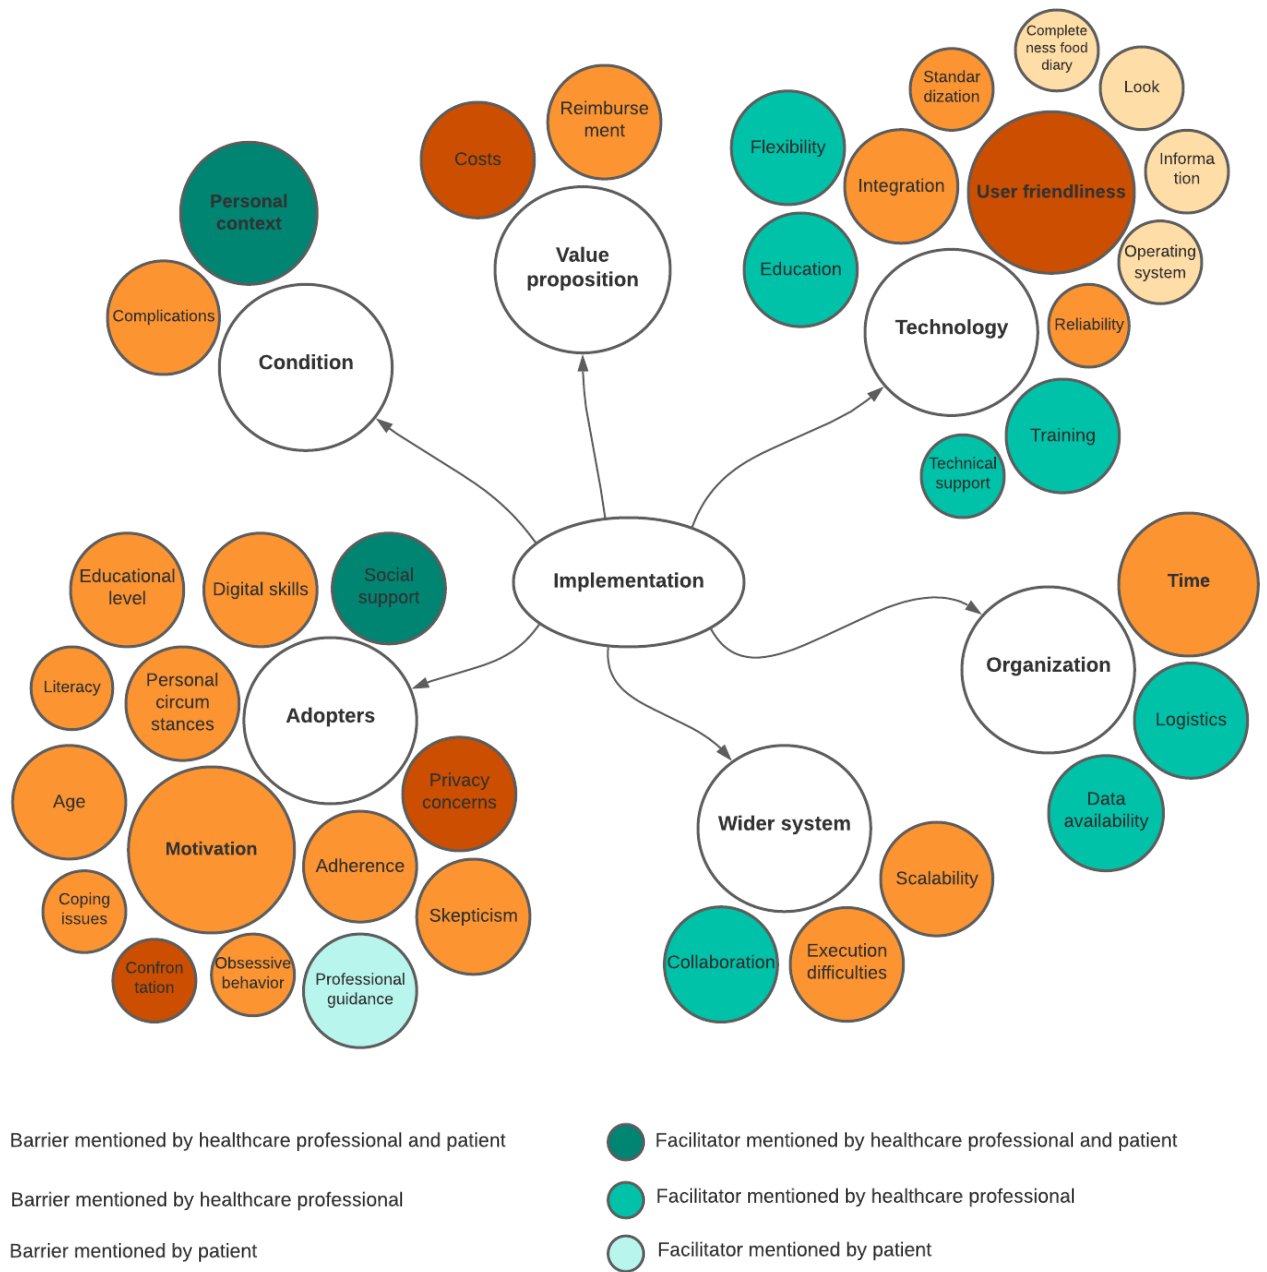 Complete
ness food
diary
Standar
dization
Look
Reimburse
ment
Costs
Flexibility
Integration
User friendliness
Informa
tion
Personal
context
Value
proposition
Education
Operating
system
Complications
Condition
Technology
Reliability
Training
Technical
support
Implementation
Educational
level
Digital skills
Social
support
Time
Literacy
Personal
circum
stances
Adopters
Organization
Logistics
Age
Motivation
Privacy
concerns
Adherence
Skepticism
Coping
issues
Confron
tation
Obsessive
behavior
Professional
guidance
Wider system
Data
availability
Scalability
Collaboration
Execution
difficulties
Barrier mentioned by healthcare professional and patient
Facilitator mentioned by healthcare professional and patient
Barrier mentioned by healthcare professional
Facilitator mentioned by healthcare professional
Barrier mentioned by patient
Facilitator mentioned by patient